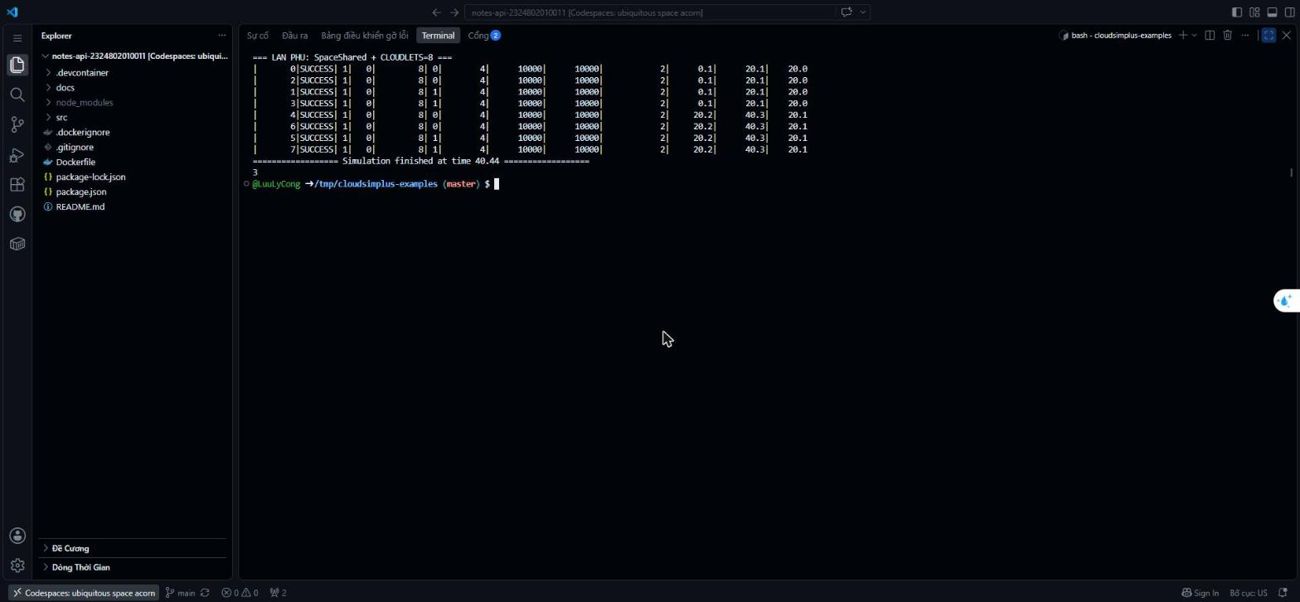 notes-api-2324802010011 [Codespaces: ubiquitous space acorn]
Explorer
Sự cố Đầu ra Bảng điều khiển gỡ lỗi Terminal Cổng 2
bash - cloudsimplus-examples
notes-api-2324802010011 [Codespaces: ubiqui...
.devcontainer
docs
node_modules
src
.dockerignore
.gitignore
Dockerfile
package-lock.json
package.json
README.md
=== LAN PHU: SpaceShared + CLOUDLETS=8 ===
| 0|SUCCESS| 1| 0| 8| 0| 4| 10000| 10000| 2| 0.1| 20.1| 20.0
| 2|SUCCESS| 1| 0| 8| 0| 4| 10000| 10000| 2| 0.1| 20.1| 20.0
| 1|SUCCESS| 1| 0| 8| 1| 4| 10000| 10000| 2| 0.1| 20.1| 20.0
| 3|SUCCESS| 1| 0| 8| 1| 4| 10000| 10000| 2| 0.1| 20.1| 20.0
| 4|SUCCESS| 1| 0| 8| 0| 4| 10000| 10000| 2| 20.2| 40.3| 20.1
| 6|SUCCESS| 1| 0| 8| 0| 4| 10000| 10000| 2| 20.2| 40.3| 20.1
| 5|SUCCESS| 1| 0| 8| 1| 4| 10000| 10000| 2| 20.2| 40.3| 20.1
| 7|SUCCESS| 1| 0| 8| 1| 4| 10000| 10000| 2| 20.2| 40.3| 20.1
================== Simulation finished at time 40.44 ==================
3
@LuuLyCong ➜/tmp/cloudsimplus-examples (master) $
Đề Cương
Dòng Thời Gian
Codespaces: ubiquitous space acorn main 0 0 2
Sign In Bố cục: US